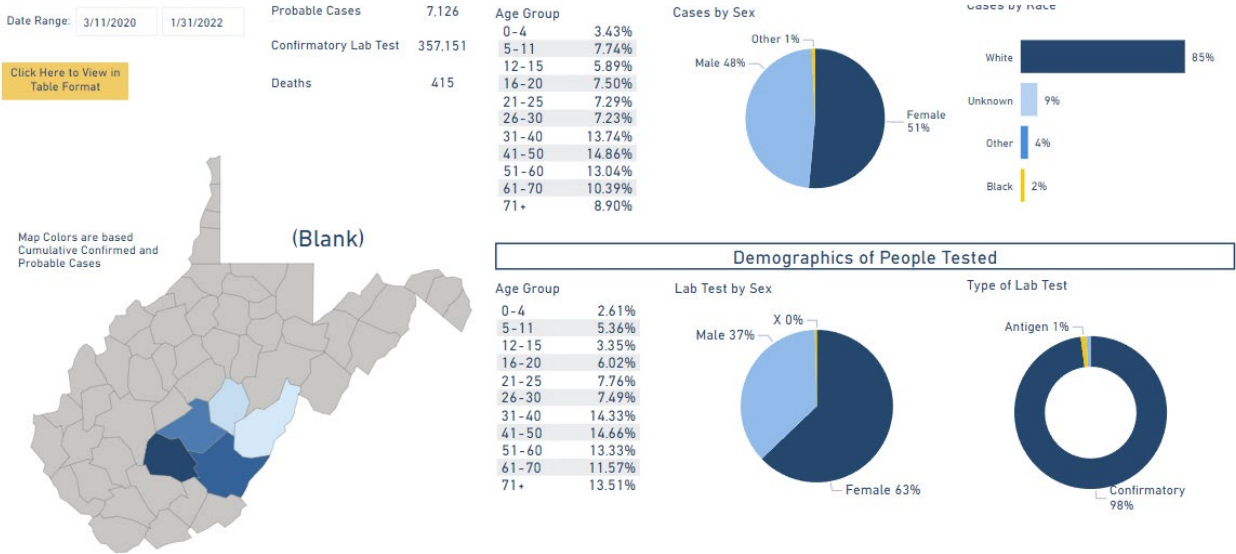 Date Range: 3/11/2020 1/31/2022
Probable Cases 7,126
Confirmatory Lab Test 357,151
Deaths 415
Click Here to View in
Table Format
Map Colors are based
Cumulative Confirmed and
Probable Cases
(Blank)
Age Group
0-4 3.43%
5-11 7.74%
12-15 5.89%
16-20 7.50%
21-25 7.29%
26-30 7.23%
31-40 13.74%
41-50 14.86%
51-60 13.04%
61-70 10.39%
71+ 8.90%
Cases by Sex
Other 1%
Male 48%
Female
51%
Cases by Race
White 85%
Unknown 9%
Other 4%
Black 2%
Demographics of People Tested
Age Group
0-4 2.61%
5-11 5.36%
12-15 3.35%
16-20 6.02%
21-25 7.76%
26-30 7.49%
31-40 14.33%
41-50 14.66%
51-60 13.33%
61-70 11.57%
71+ 13.51%
Lab Test by Sex
X 0%
Male 37%
Female 63%
Type of Lab Test
Antigen 1%
Confirmatory
98%